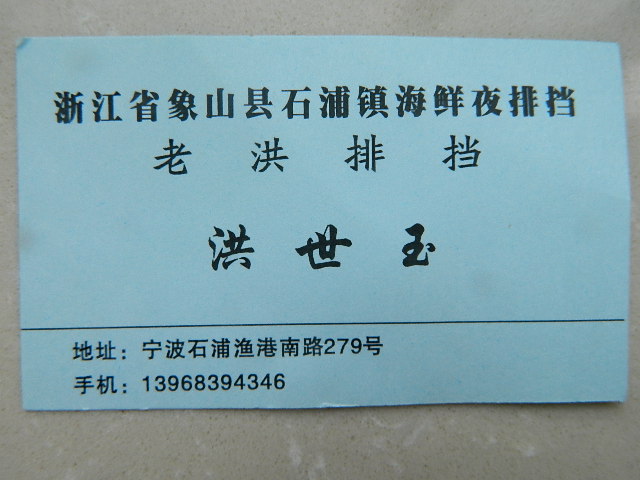 浙江省象山县石浦镇海鲜夜排挡
老洪排挡
洪世玉
地址：宁波石浦渔港南路279号
手机：13968394346